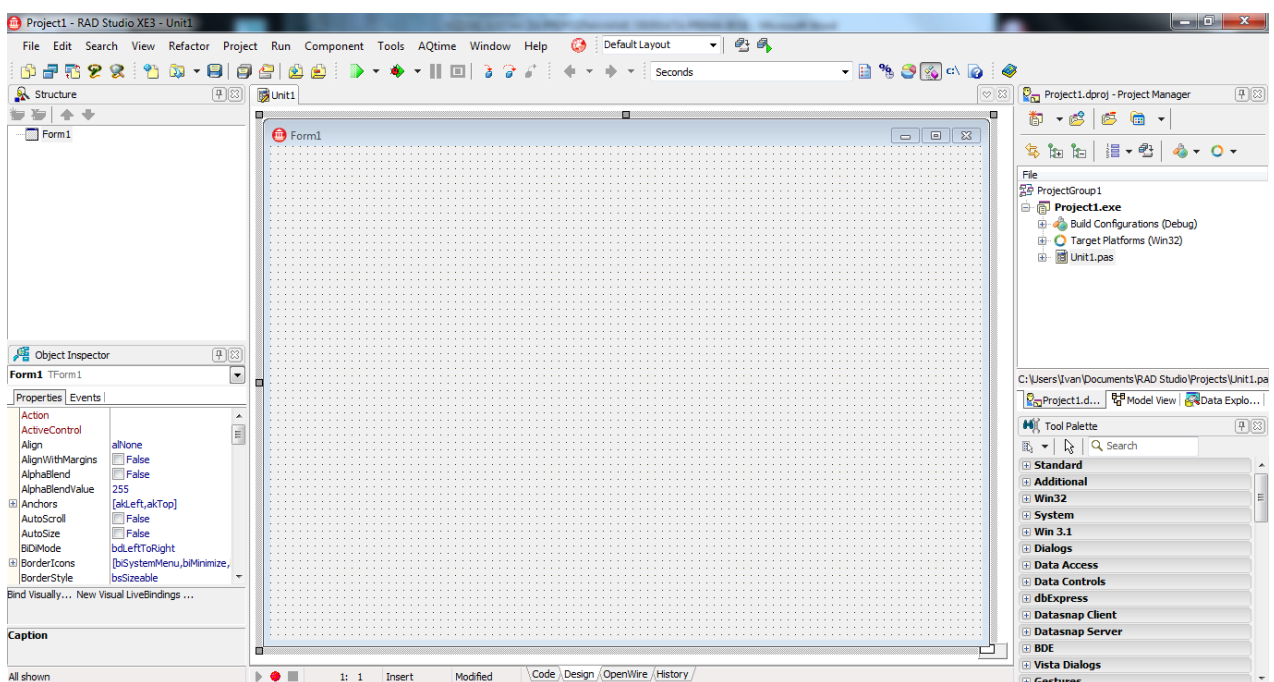 Project1 - RAD Studio XE3 - Unit1
File Edit Search View Refactor Project Run Component Tools AQtime Window Help Default Layout
Seconds
Structure
Form1
Object Inspector
Form1 TForm1
Properties Events
Action
ActiveControl
Align alNone
AlignWithMargins False
AlphaBlend False
AlphaBlendValue 255
Anchors [akLeft,akTop]
AutoScroll False
AutoSize False
BiDiMode bdLeftToRight
BorderIcons [biSystemMenu,biMinimize,
BorderStyle bsSizeable
Bind Visually... New Visual LiveBindings ...
Caption
All shown
Unit1
Form1
1: 1 Insert Modified Code Design OpenWire History
Project1.dproj - Project Manager
File
ProjectGroup1
Project1.exe
Build Configurations (Debug)
Target Platforms (Win32)
Unit1.pas
C:\Users\Ivan\Documents\RAD Studio\Projects\Unit1.pa
Project1.d... Model View Data Explo...
Tool Palette
Search
Standard
Additional
Win32
System
Win 3.1
Dialogs
Data Access
Data Controls
dbExpress
Datasnap Client
Datasnap Server
BDE
Vista Dialogs
Gestures